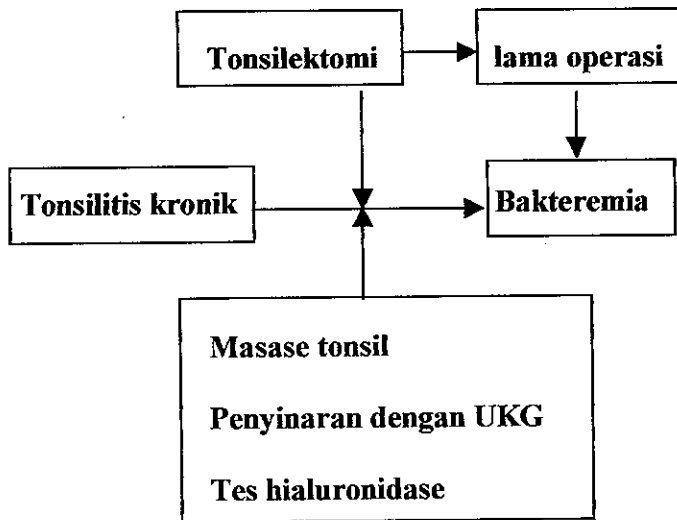 Tonsilektomi
lama operasi
Tonsilitis kronik
Bakteremia
Masase tonsil
Penyinaran dengan UKG
Tes hialuronidase